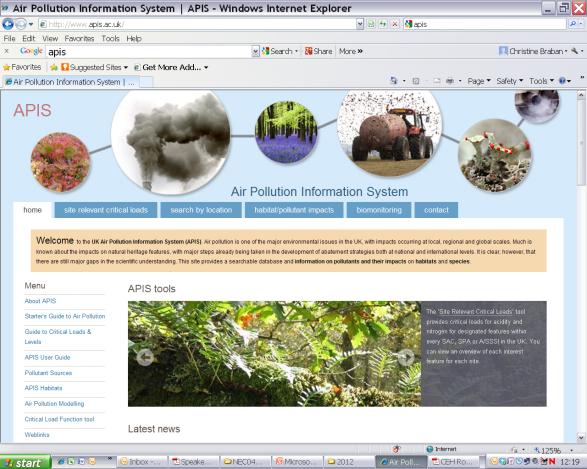 Air Pollution Information System | APIS - Windows Internet Explorer
http://www.apis.ac.uk/
apis
File Edit View Favorites Tools Help
x Google apis Search Share More » Christine Braban
Favorites Suggested Sites Get More Add...
Air Pollution Information System | ... Page Safety Tools
APIS
Air Pollution Information System
home site relevant critical loads search by location habitat/pollutant impacts biomonitoring contact
Welcome to the UK Air Pollution Information System (APIS). Air pollution is one of the major environmental issues in the UK, with impacts occurring at local, regional and global scales. Much is
known about the impacts on natural heritage features, with major steps already being taken in the development of abatement strategies both at national and international levels. It is clear, however, that
there are still major gaps in the scientific understanding. This site provides a searchable database and information on pollutants and their impacts on habitats and species.
Menu
About APIS
Starter's Guide to Air Pollution
Guide to Critical Loads &
Levels
APIS User Guide
Pollutant Sources
APIS Habitats
Air Pollution Modelling
Critical Load Function tool
Weblinks
APIS tools
The 'Site Relevant Critical Loads' tool
provides critical loads for acidity and
nitrogen for designated features within
every SAC, SPA or A/SSSI in the UK. You
can view an overview of each interest
feature for each site.
Latest news
Internet 125%
start Inbox -... Speake... NEC04... Microso... 2012 Air Poll... CEH Ro... N 12:19